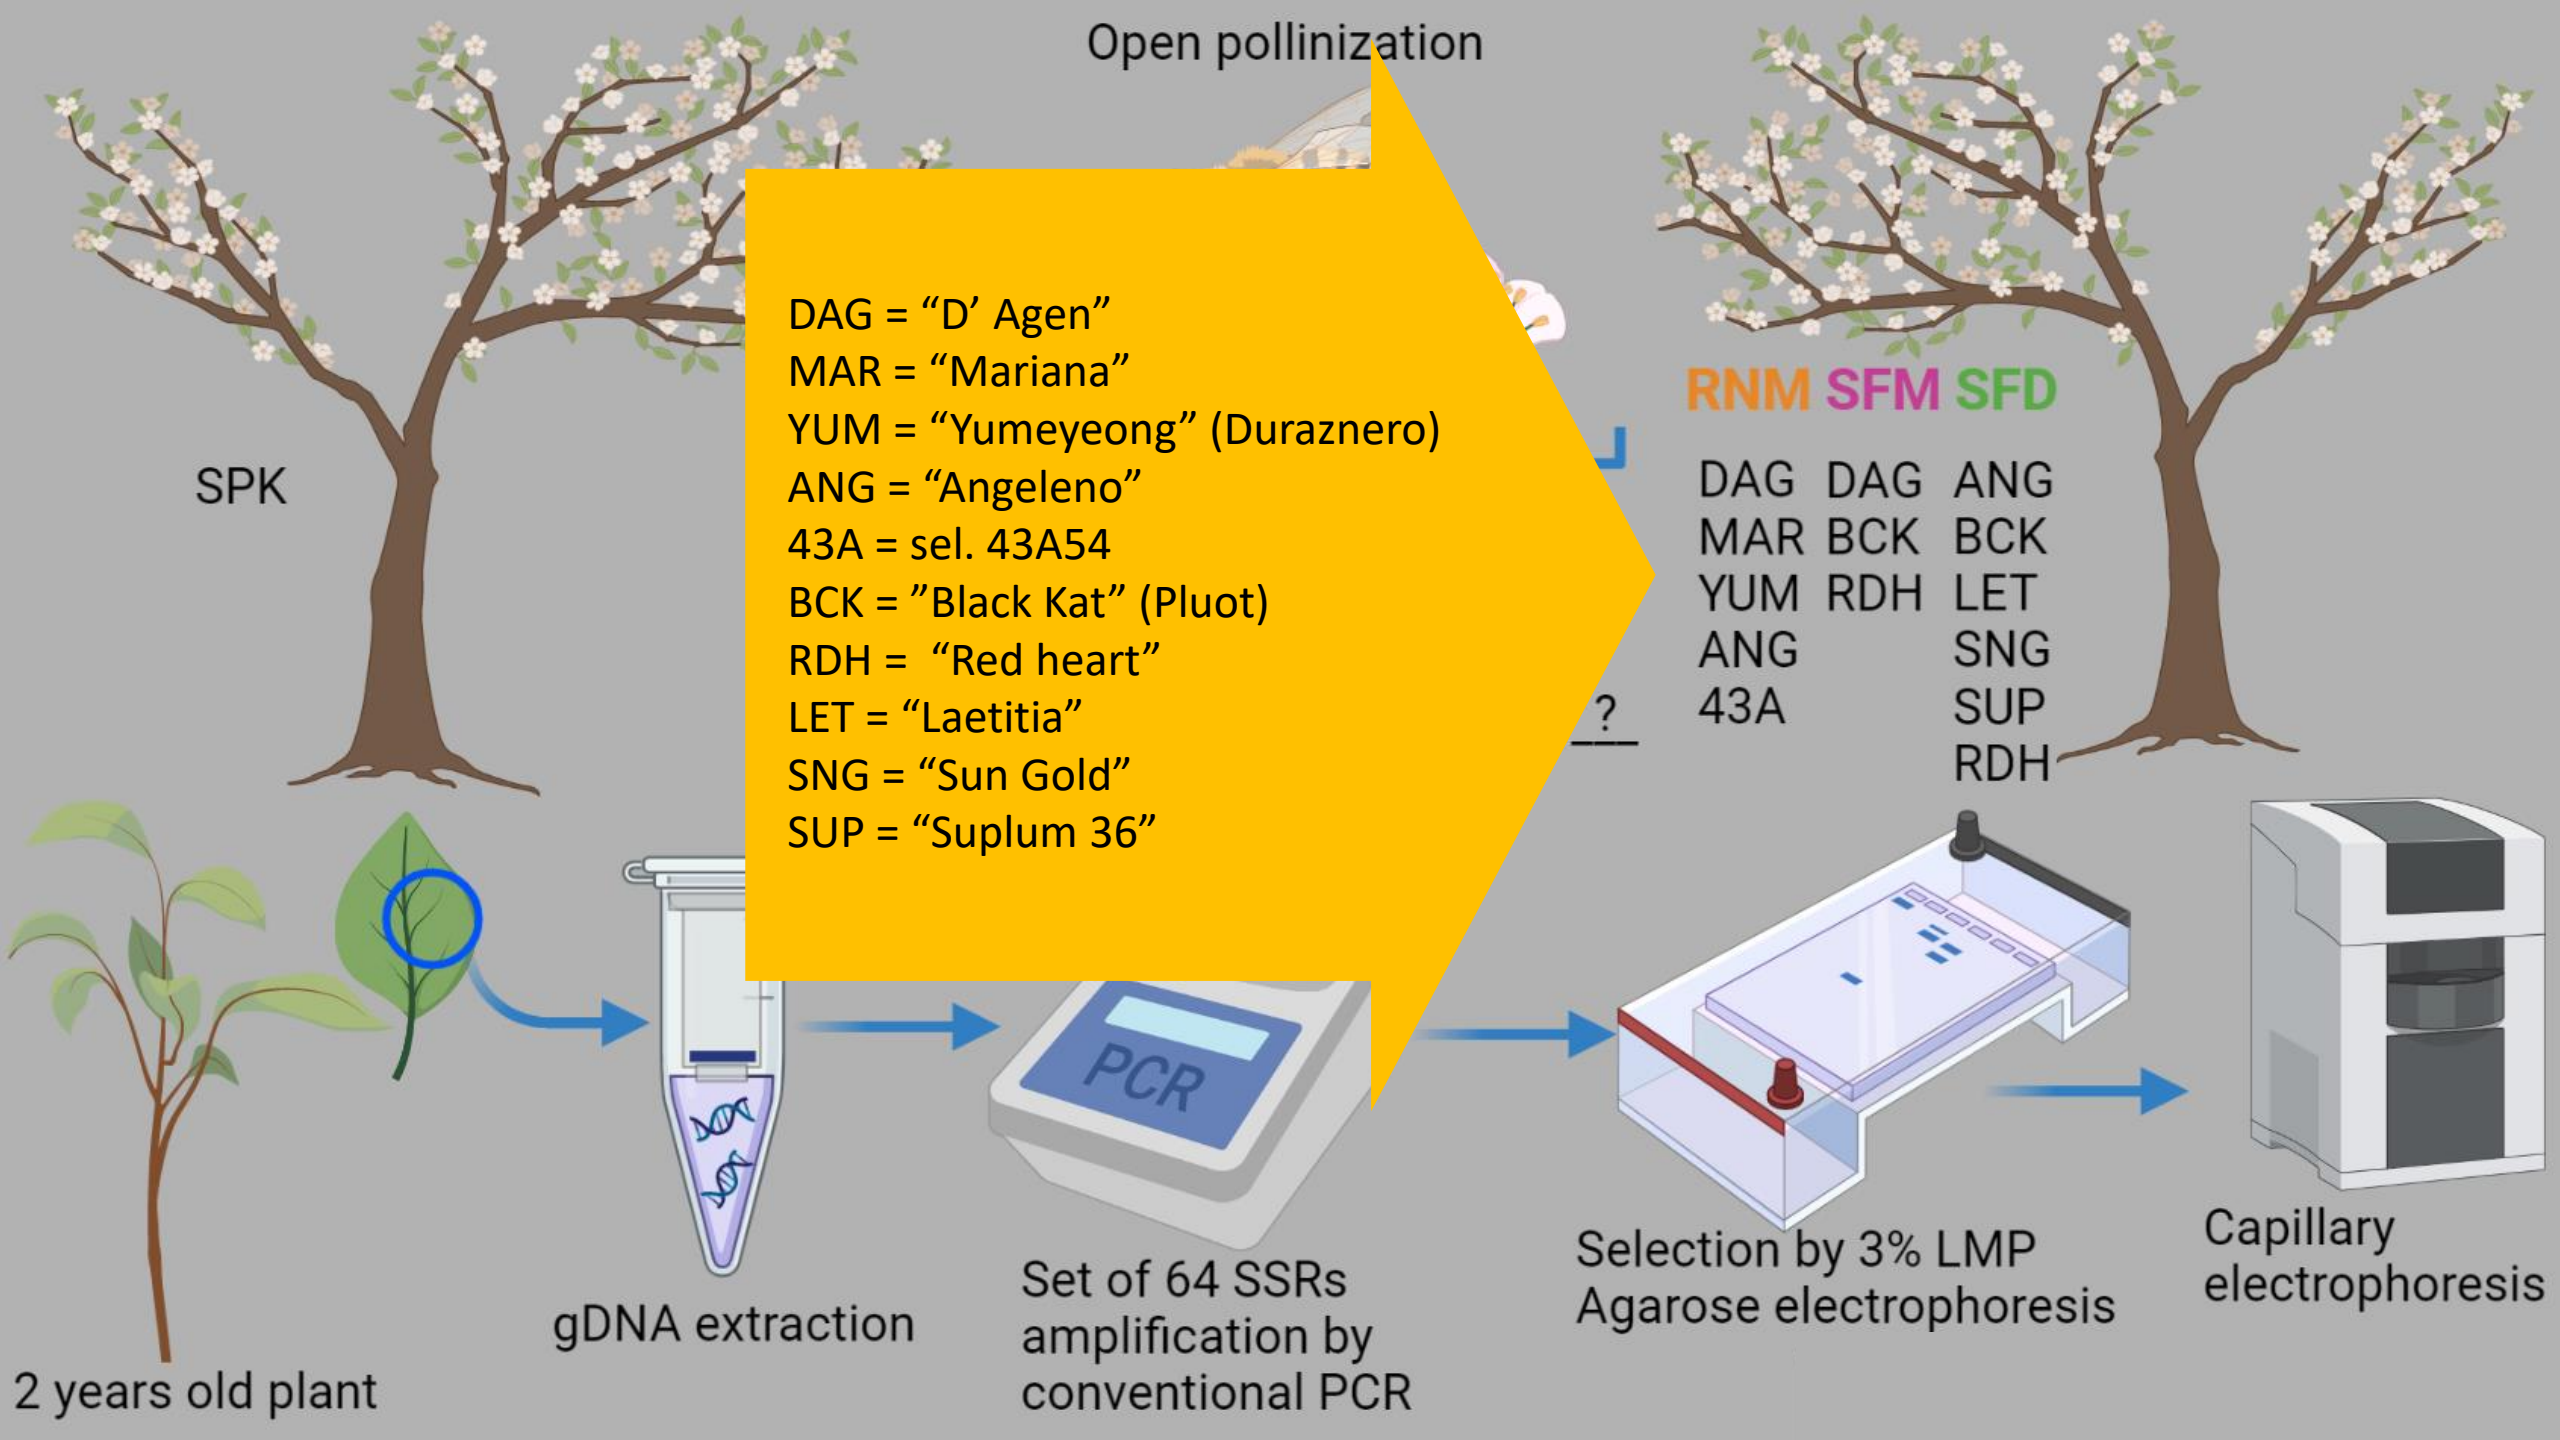 Open pollinization
SPK
DAG = “D’ Agen”
MAR = “Mariana”
YUM = “Yumeyeong” (Duraznero)
ANG = “Angeleno”
43A = sel. 43A54
BCK = ”Black Kat” (Pluot)
RDH =  “Red heart”
LET = “Laetitia”
SNG = “Sun Gold”
SUP = “Suplum 36”
?
RNM SFM SFD
DAG DAG ANG
MAR BCK BCK
YUM RDH LET
ANG SNG
43A SUP
RDH
PCR
2 years old plant
gDNA extraction
Set of 64 SSRs
amplification by
conventional PCR
Selection by 3% LMP
Agarose electrophoresis
Capillary
electrophoresis